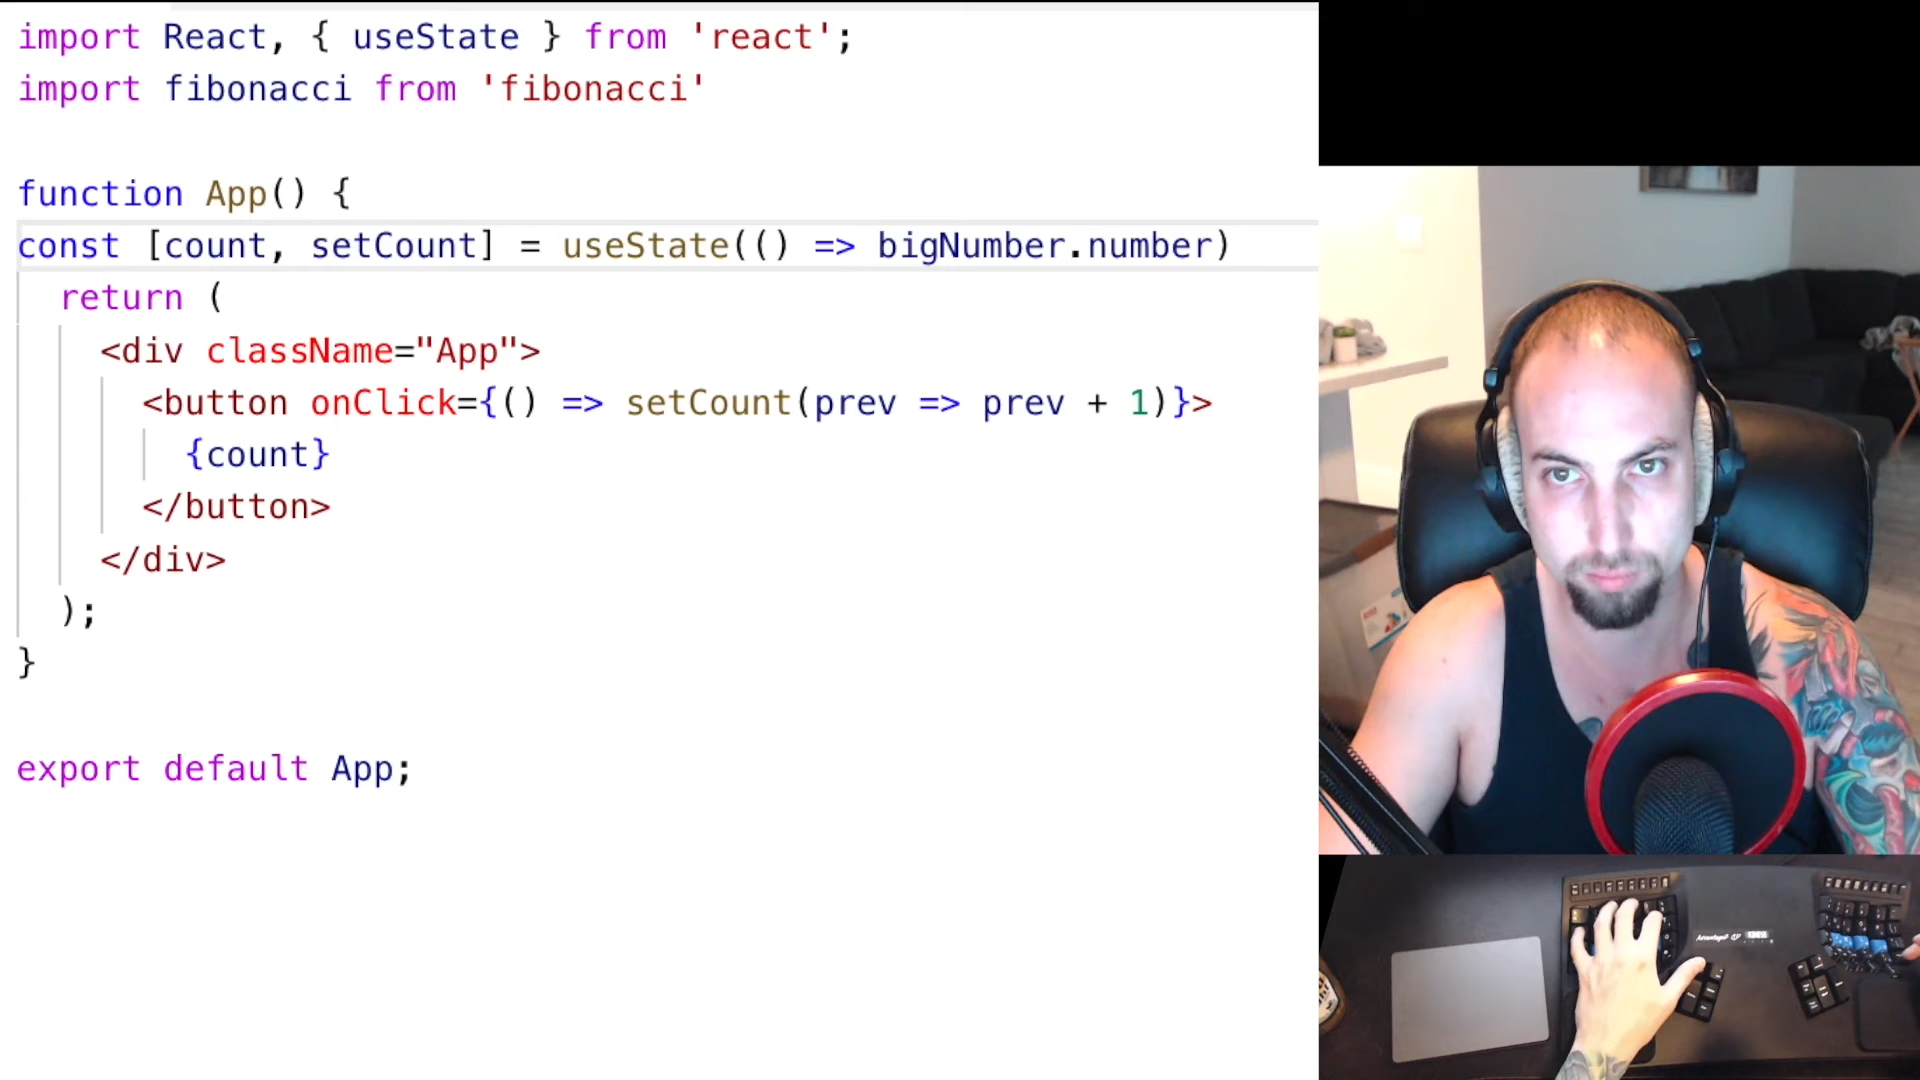 import React, { useState } from 'react';
import fibonacci from 'fibonacci'
function App() {
const [count, setCount] = useState(() => bigNumber.number)
return (
<div className="App">
<button onClick={() => setCount(prev => prev + 1)}>
{count}
</button>
</div>
);
}
export default App;